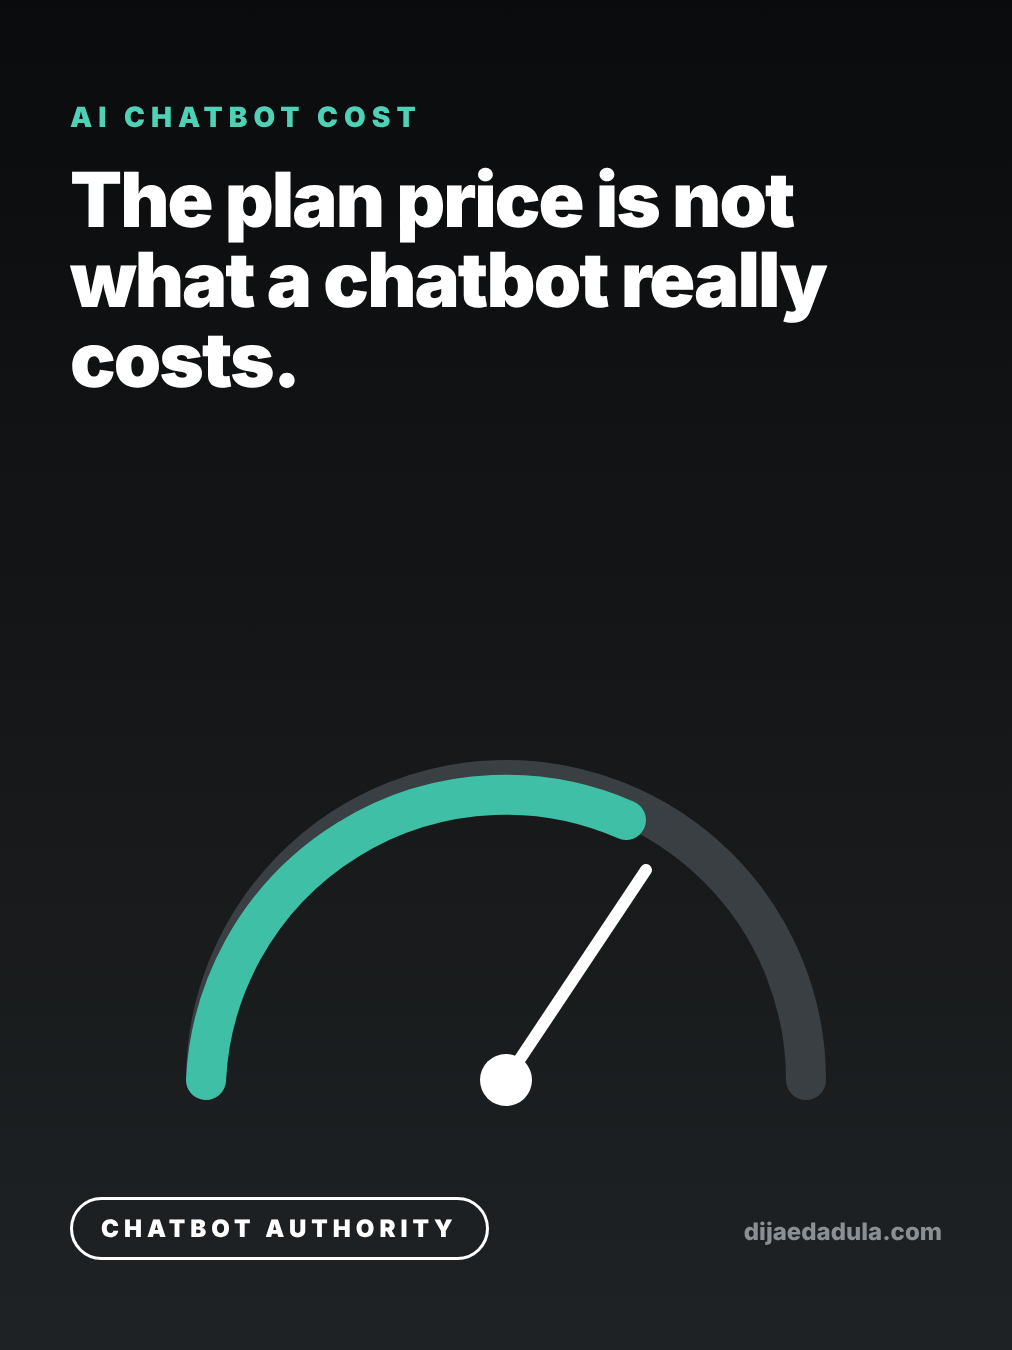 AI CHATBOT COST
The plan price is not
what a chatbot really
costs.
CHATBOT AUTHORITY
dijaedadula.com